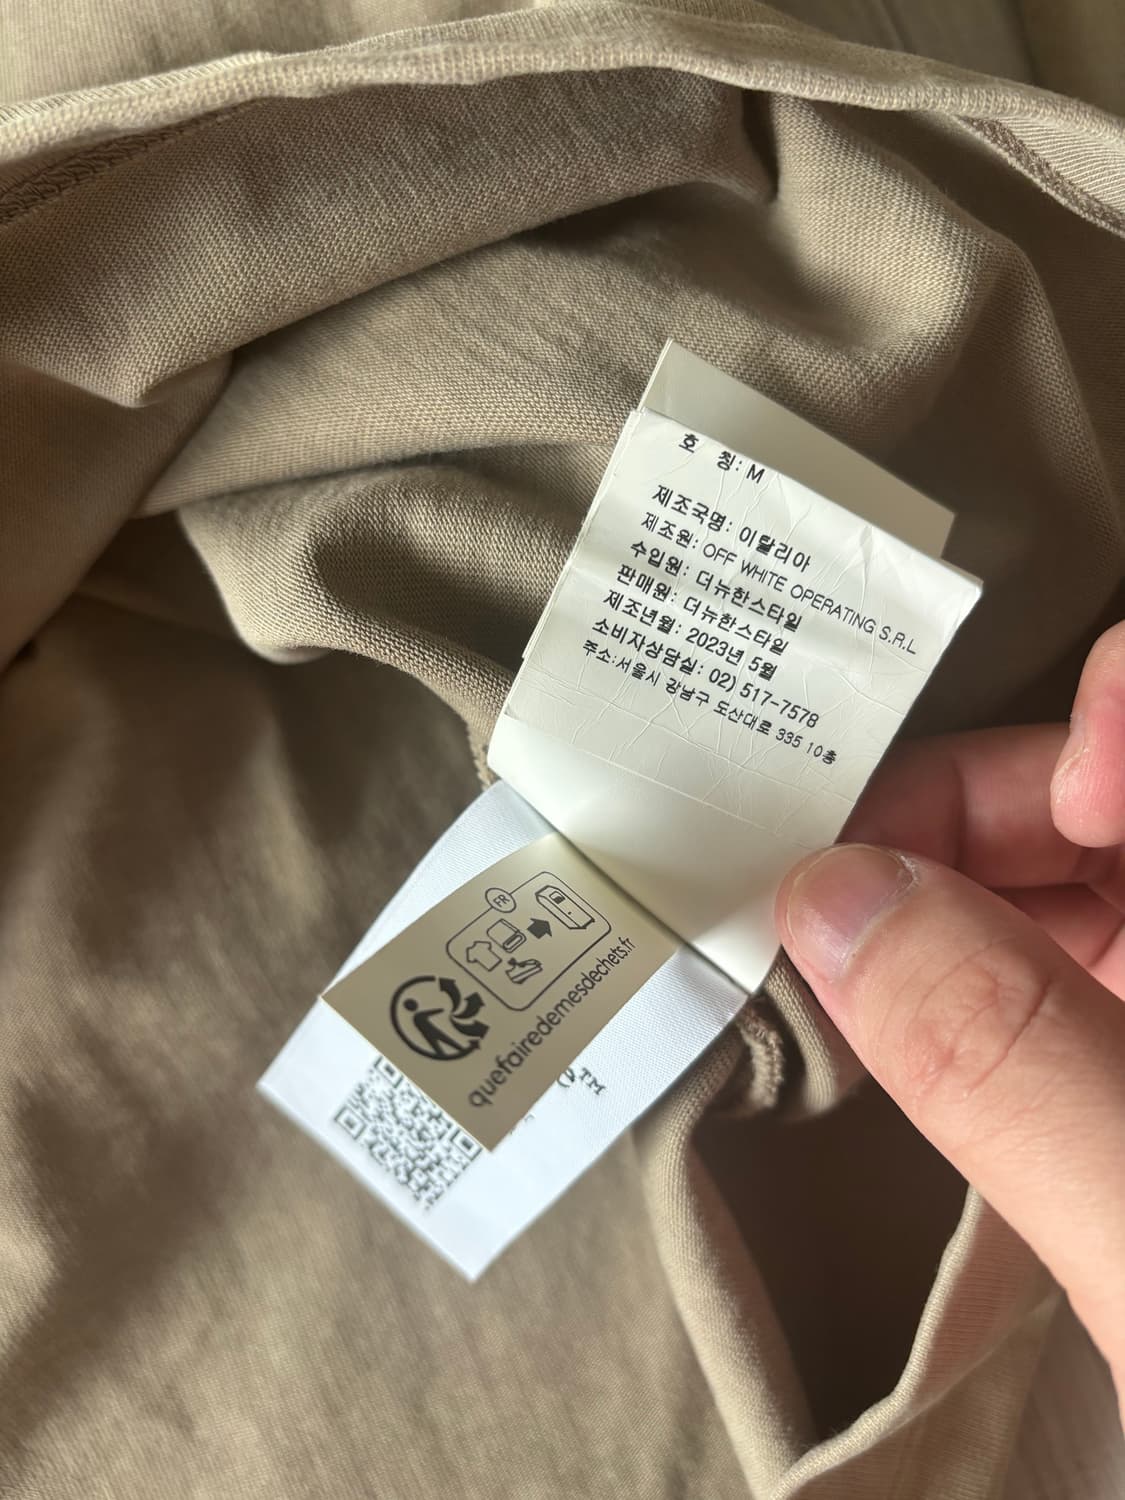 호 칭: M
제조국명: 이탈리아
제조원: OFF WHITE OPERATING S.R.L
수입원: 더뉴한스타일
판매원: 더뉴한스타일
제조년월: 2023년 5월
소비자상담실: 02) 517-7578
주소:서울시 강남구 도산대로 335 10층
FR
quefairedemesdechets.fr
TM